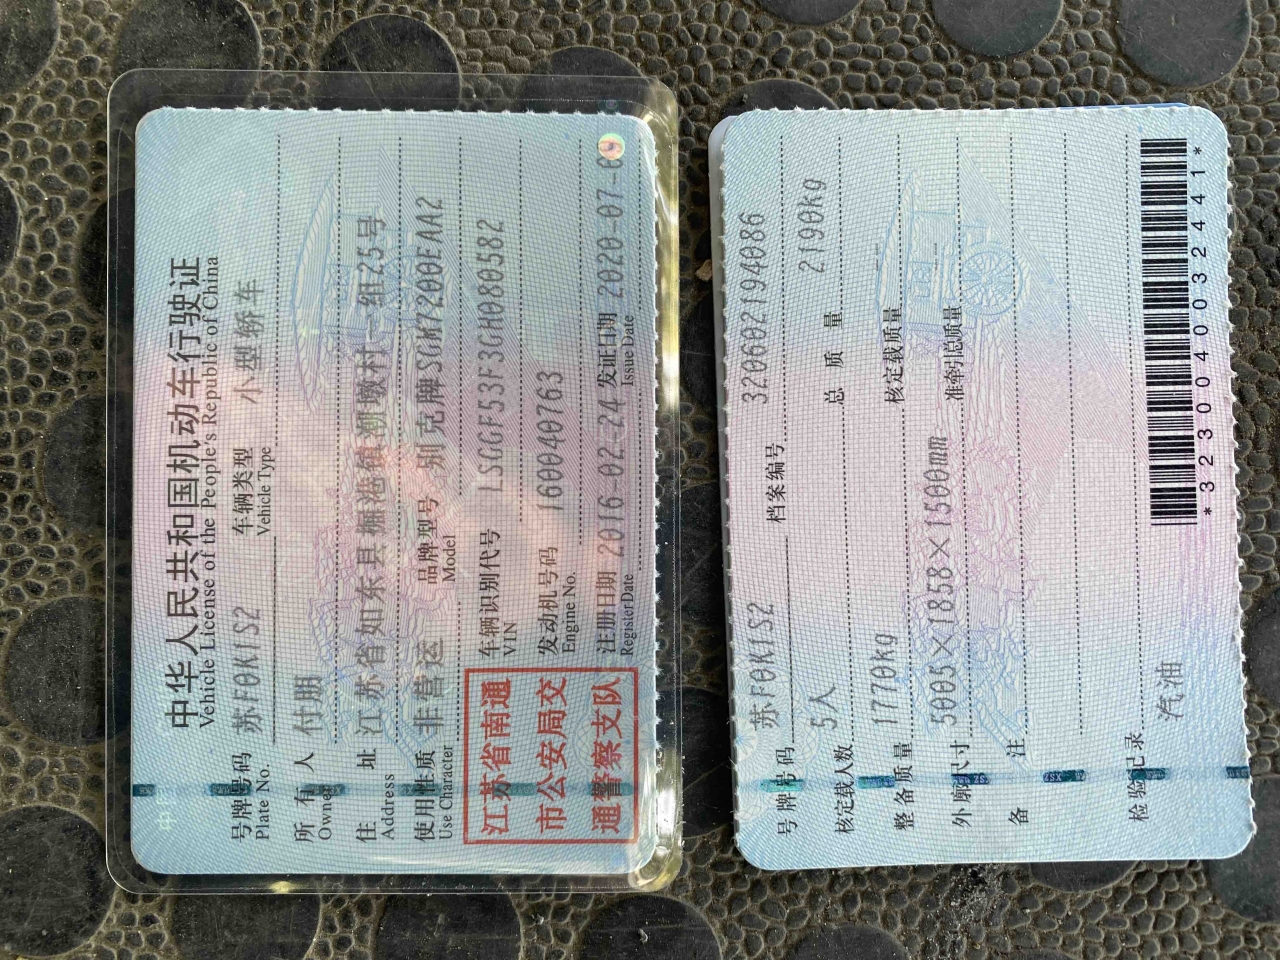 中华人民共和国机动车行驶证
Vehicle License of the People's Republic of China
号牌号码 苏F0K1S2 车辆类型 小型轿车
Plate No. Vehicle Type
所有人 付朋
Owner
住址 江苏省如东县掘港镇潮墩村一组25号
Address
使用性质 非营运 品牌型号 别克牌SGM7200EAA2
Use Character Model
车辆识别代号 LSGGF53F3GH080582
VIN
发动机号码 160040763
Engine No.
注册日期 2016-02-24 发证日期 2020-07-0
Register Date Issue Date
江苏省南通
市公安局交
通警察支队
号牌号码 苏F0K1S2 档案编号 320602194086
核定载人数 5人 总质量 2190kg
整备质量 1770kg 核定载质量
外廓尺寸 5005×1858×1500mm 准牵引总质量
备注
检验记录 汽油
*3230040032441*